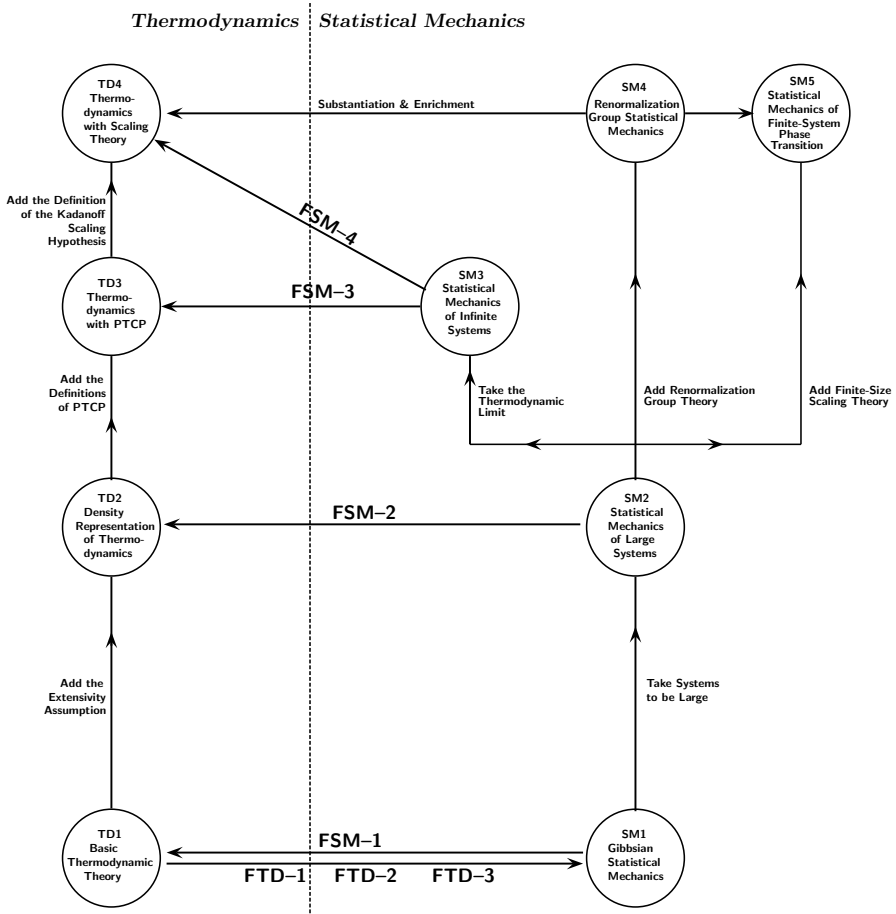 Thermodynamics
Statistical Mechanics
TD4
Thermo-
dynamics
with Scaling
Theory
Substantiation & Enrichment
SM4
Renormalization
Group Statistical
Mechanics
SM5
Statistical
Mechanics of
Finite-System
Phase
Transition
Add the Definition
of the Kadanoff
Scaling
Hypothesis
FSM–4
TD3
Thermo-
dynamics
with PTCP
FSM–3
SM3
Statistical
Mechanics
of Infinite
Systems
Add the
Definitions
of PTCP
Take the
Thermodynamic
Limit
Add Renormalization
Group Theory
Add Finite-Size
Scaling Theory
TD2
Density
Representation
of Thermo-
dynamics
FSM–2
SM2
Statistical
Mechanics
of Large
Systems
Add the
Extensivity
Assumption
Take Systems
to be Large
TD1
Basic
Thermodynamic
Theory
FSM–1
FTD–1
FTD–2
FTD–3
SM1
Gibbsian
Statistical
Mechanics